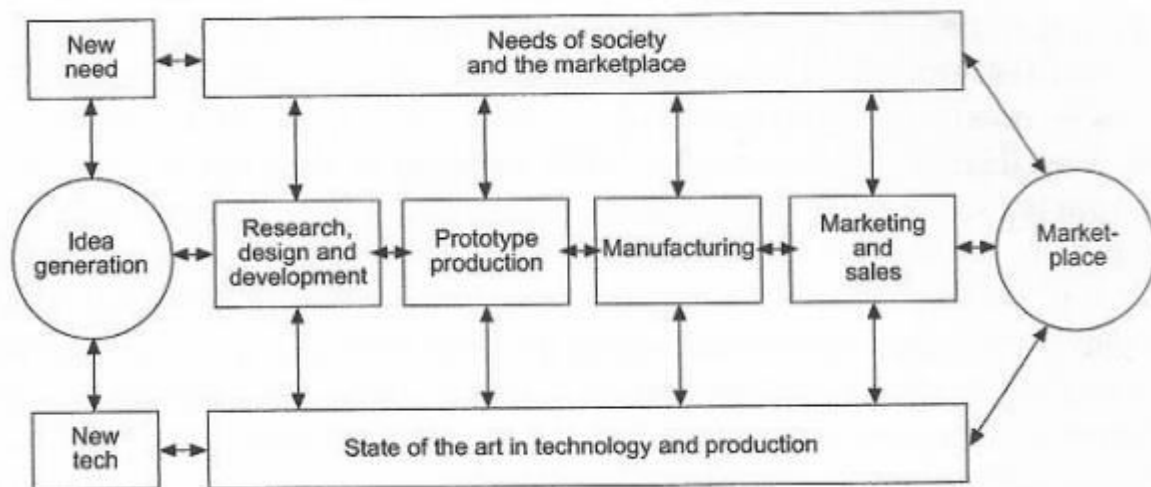 New
need
Needs of society
and the marketplace
Idea
generation
Research,
design and
development
Prototype
production
Manufacturing
Marketing
and
sales
Market-
place
New
tech
State of the art in technology and production